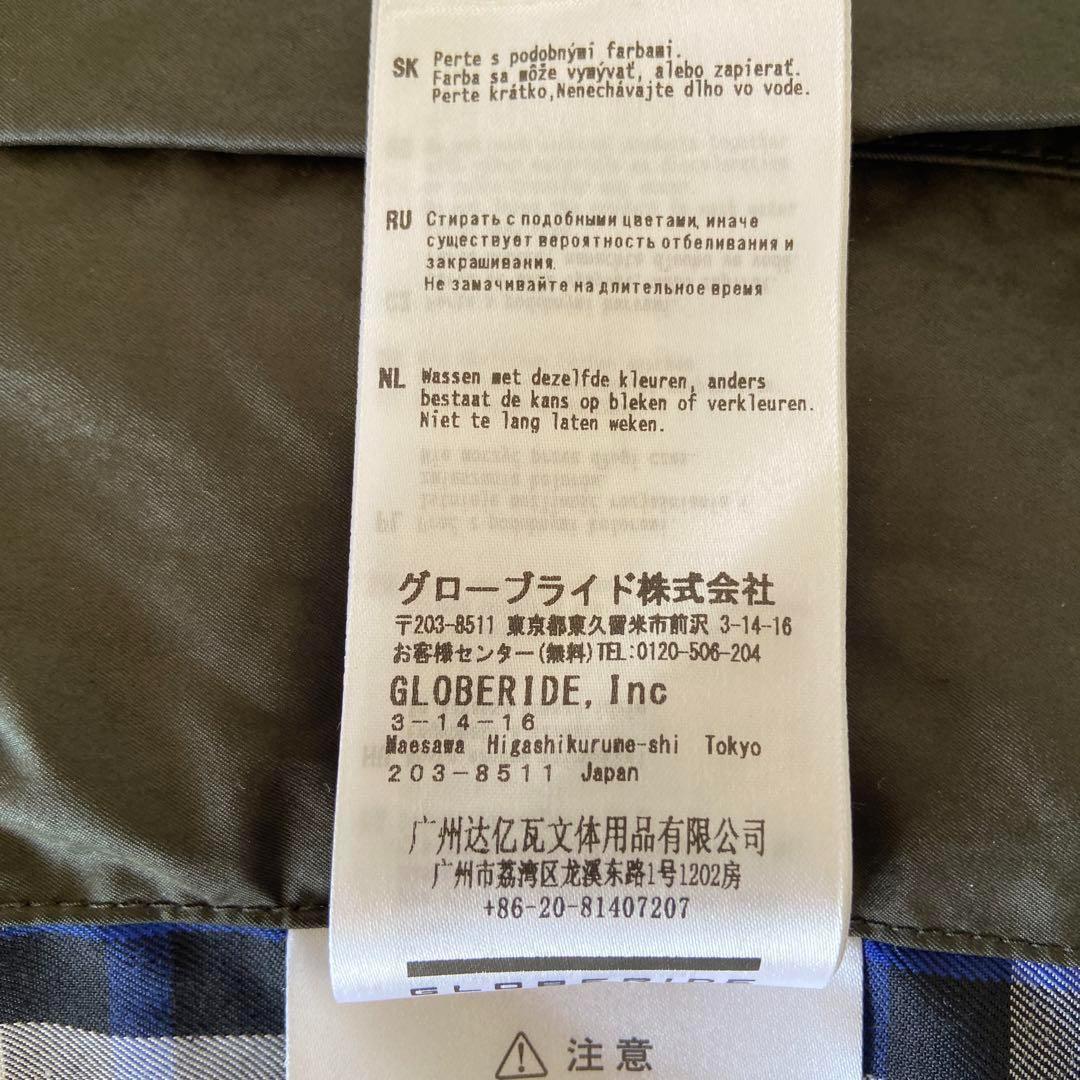 SK Perte s podobnými farbami.
Farba sa môže vymývať, alebo zapierať.
Perte krátko,Nenechávajte dlho vo vode.
RU Стирать с подобными цветами, иначе
существует вероятность отбеливания и
закрашивания.
Не замачивайте на длительное время
NL Wassen met dezelfde kleuren, anders
bestaat de kans op bleken of verkleuren.
Niet te lang laten weken.
グローブライド株式会社
〒203-8511 東京都東久留米市前沢 3-14-16
お客様センター(無料)TEL:0120-506-204
GLOBERIDE, Inc
3-14-16
Maesawa Higashikurume-shi Tokyo
203-8511 Japan
广州达亿瓦文体用品有限公司
广州市荔湾区龙溪东路1号1202房
+86-20-81407207
GLOBERIDE
注意